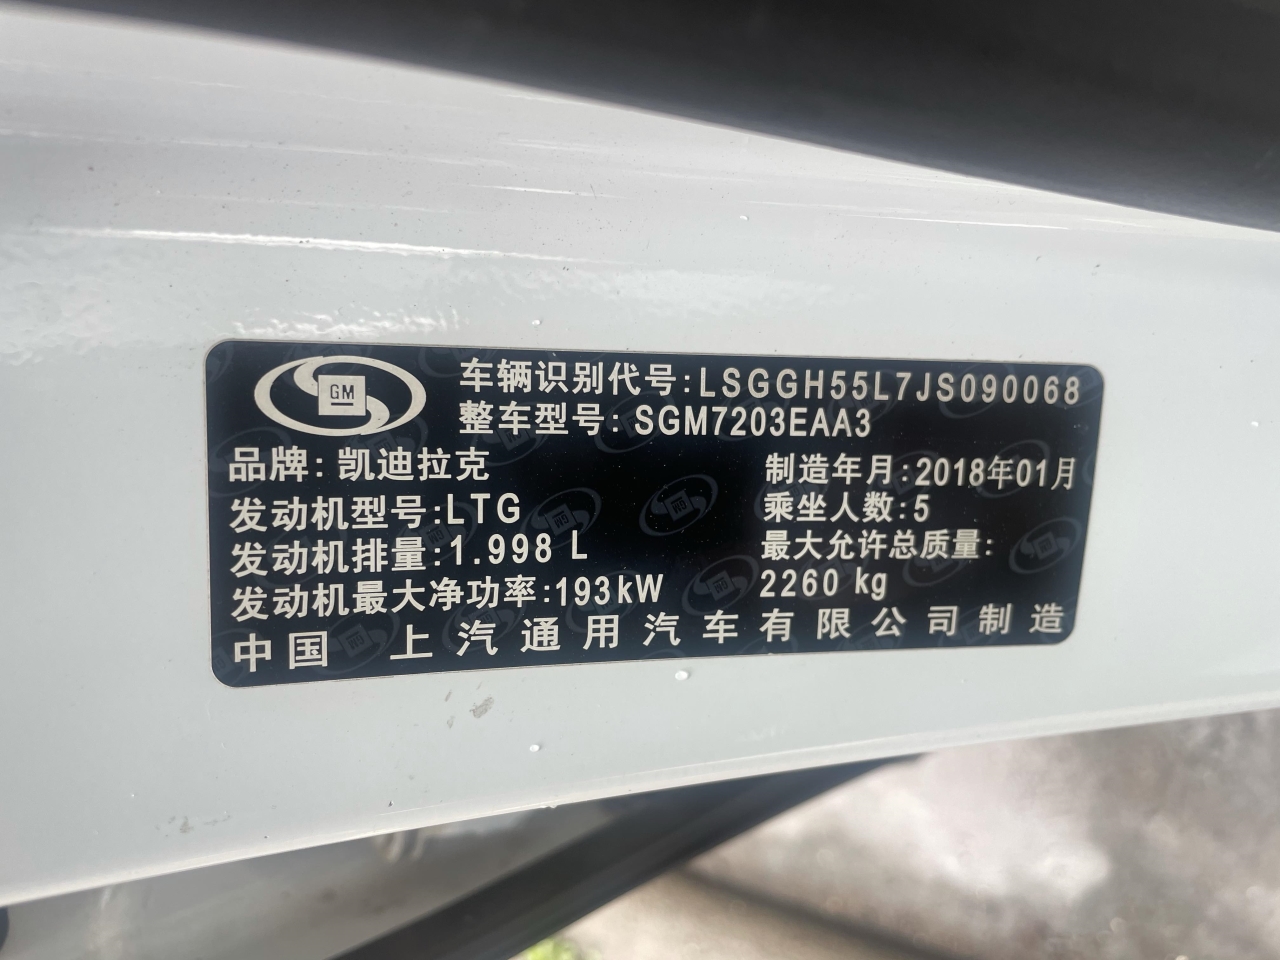 GM
车辆识别代号:LSGGH55L7JS090068
整车型号: SGM7203EAA3
品牌: 凯迪拉克
制造年月:2018年01月
发动机型号:LTG
乘坐人数:5
发动机排量:1.998 L
最大允许总质量:
发动机最大净功率:193kW
2260 kg
中国 上汽通用汽车有限公司制造